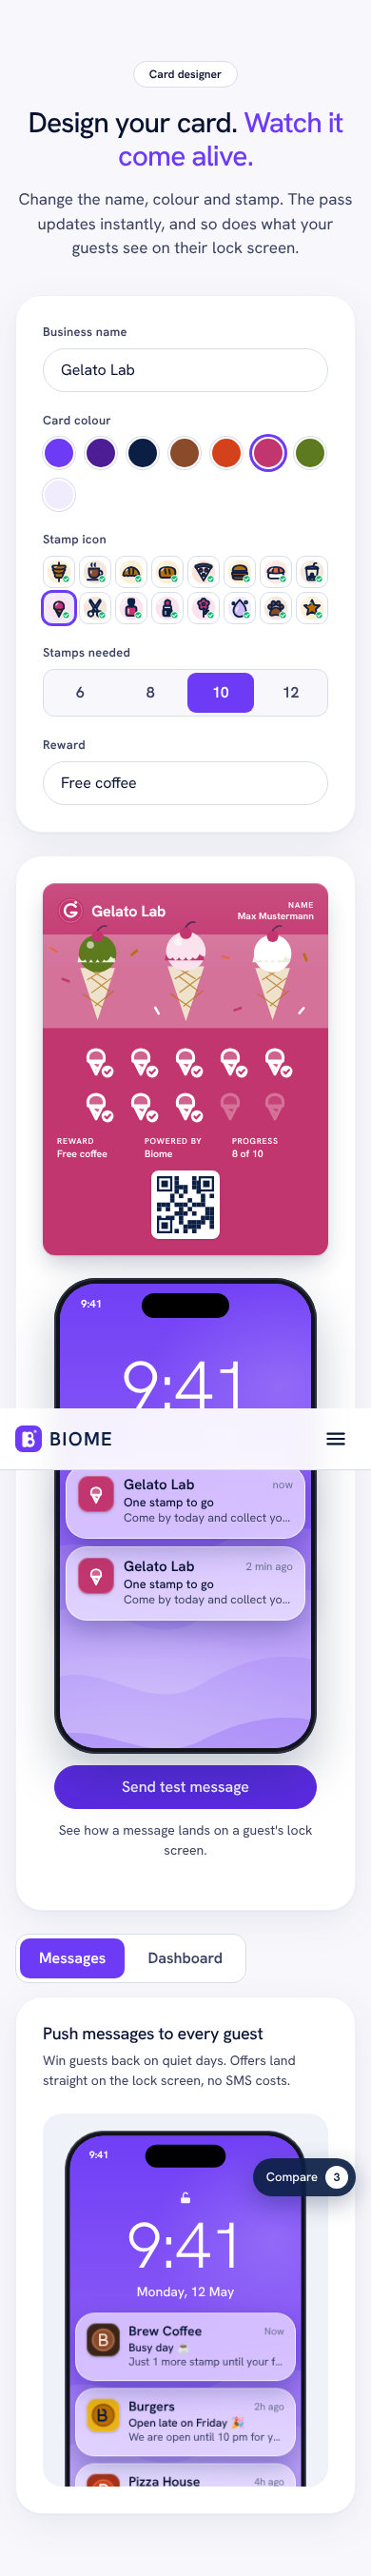 Card designer
Design your card. Watch it
come alive.
Change the name, colour and stamp. The pass
updates instantly, and so does what your
guests see on their lock screen.
Business name
Gelato Lab
Card colour
Stamp icon
Stamps needed
6 8 10 12
Reward
Free coffee
G Gelato Lab
NAME
Max Mustermann
REWARD POWERED BY PROGRESS
Free coffee Biome 8 of 10
9:41
9:41
B BIOME
Gelato Lab now
One stamp to go
Come by today and collect yo...
Gelato Lab 2 min ago
One stamp to go
Come by today and collect yo...
Send test message
See how a message lands on a guest's lock
screen.
Messages Dashboard
Push messages to every guest
Win guests back on quiet days. Offers land
straight on the lock screen, no SMS costs.
9:41
Compare 3
9:41
Monday, 12 May
B Brew Coffee Now
Busy day ☕
Just 1 more stamp until your f...
B Burgers 2h ago
Open late on Friday 🎉
We are open until 10 pm for y...
Pizza House 4h ago